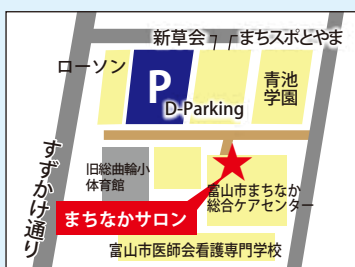 新草会 まちスポとやま
ローソン
P
D-Parking
青池
学園
すずかけ通り
旧総曲輪小
体育館
富山市まちなか
総合ケアセンター
まちなかサロン
富山市医師会看護専門学校